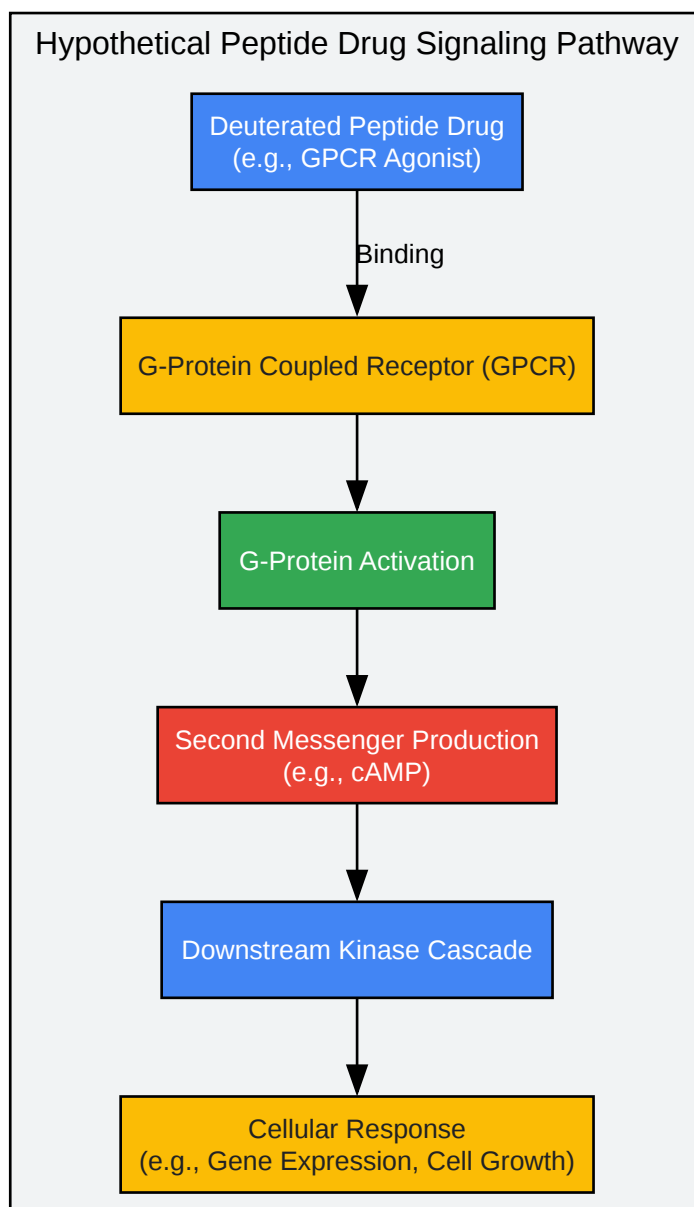 Hypothetical Peptide Drug Signaling Pathway
Deuterated Peptide Drug
(e.g., GPCR Agonist)
Binding
G-Protein Coupled Receptor (GPCR)
G-Protein Activation
Second Messenger Production
(e.g., cAMP)
Downstream Kinase Cascade
Cellular Response
(e.g., Gene Expression, Cell Growth)